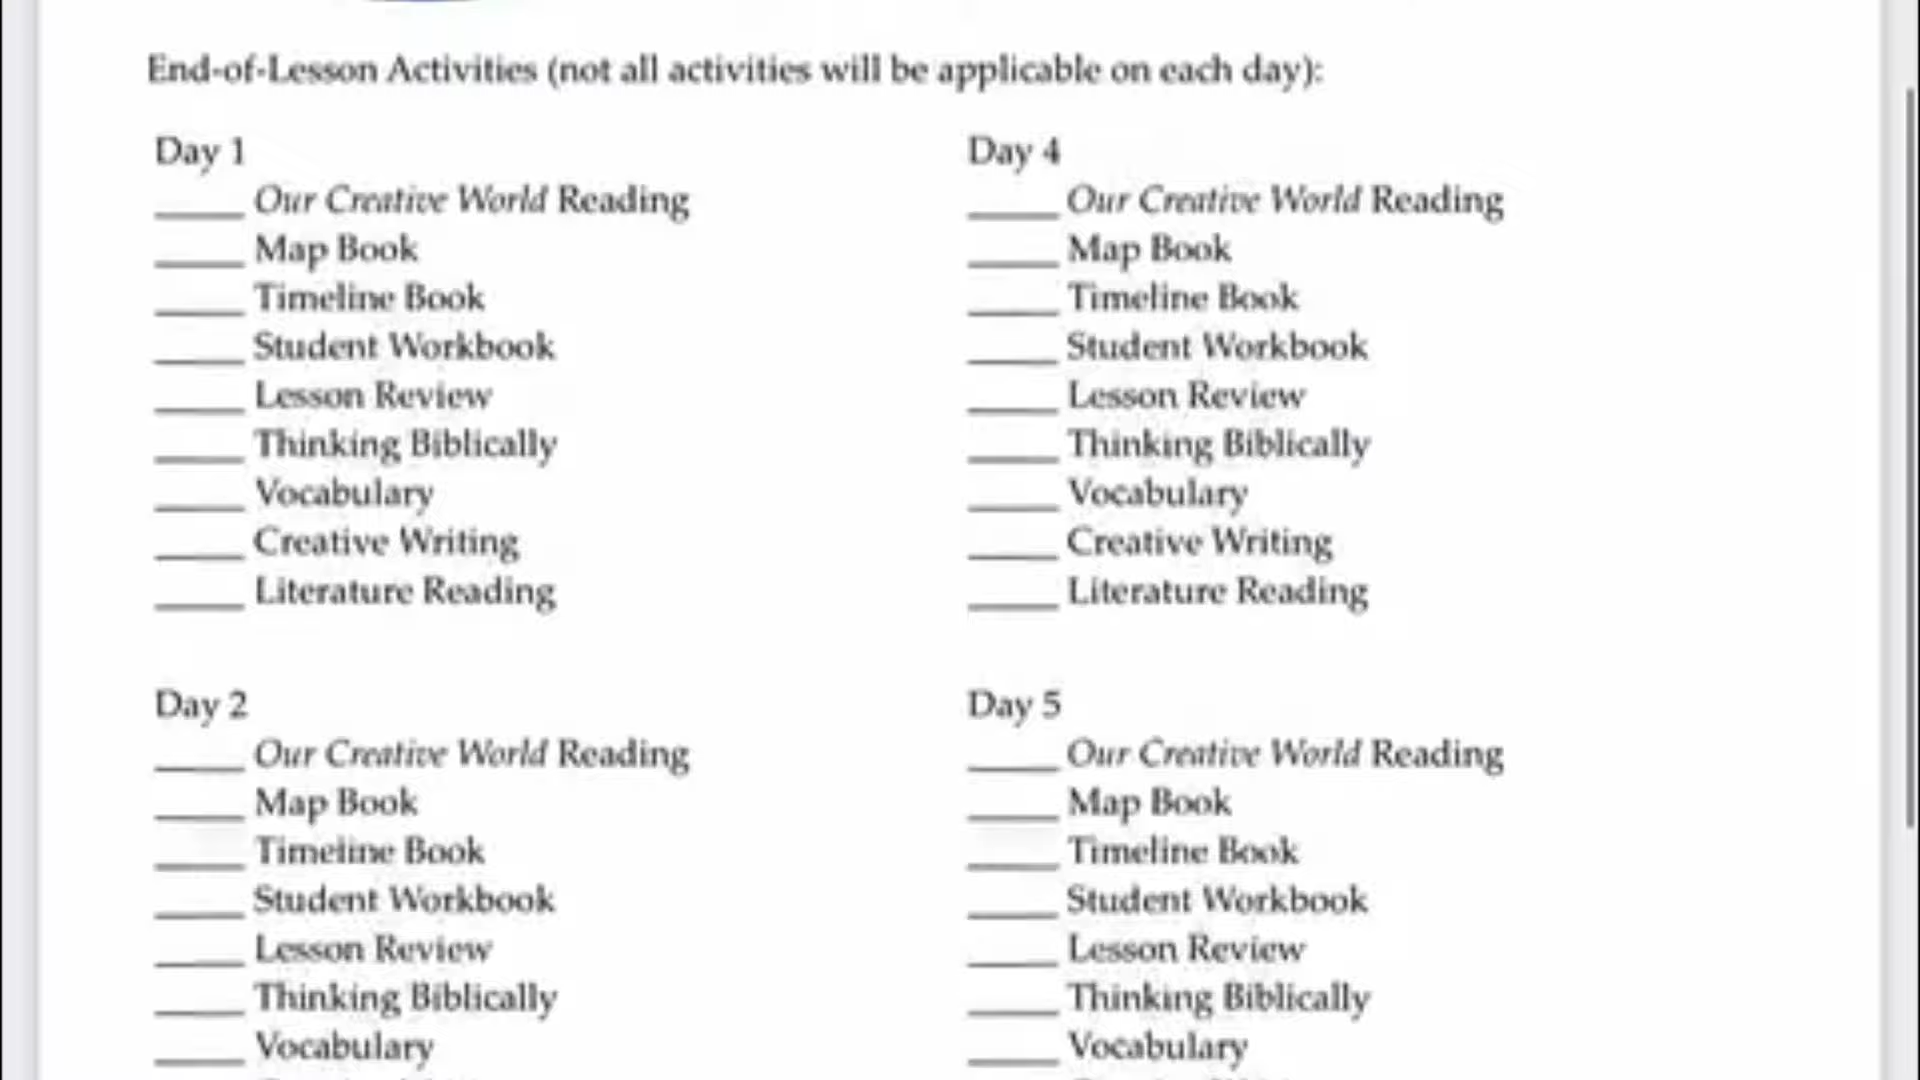 End-of-Lesson Activities (not all activities will be applicable on each day):
Day 1
_____ Our Creative World Reading
_____ Map Book
_____ Timeline Book
_____ Student Workbook
_____ Lesson Review
_____ Thinking Biblically
_____ Vocabulary
_____ Creative Writing
_____ Literature Reading
Day 2
_____ Our Creative World Reading
_____ Map Book
_____ Timeline Book
_____ Student Workbook
_____ Lesson Review
_____ Thinking Biblically
_____ Vocabulary
Day 4
_____ Our Creative World Reading
_____ Map Book
_____ Timeline Book
_____ Student Workbook
_____ Lesson Review
_____ Thinking Biblically
_____ Vocabulary
_____ Creative Writing
_____ Literature Reading
Day 5
_____ Our Creative World Reading
_____ Map Book
_____ Timeline Book
_____ Student Workbook
_____ Lesson Review
_____ Thinking Biblically
_____ Vocabulary